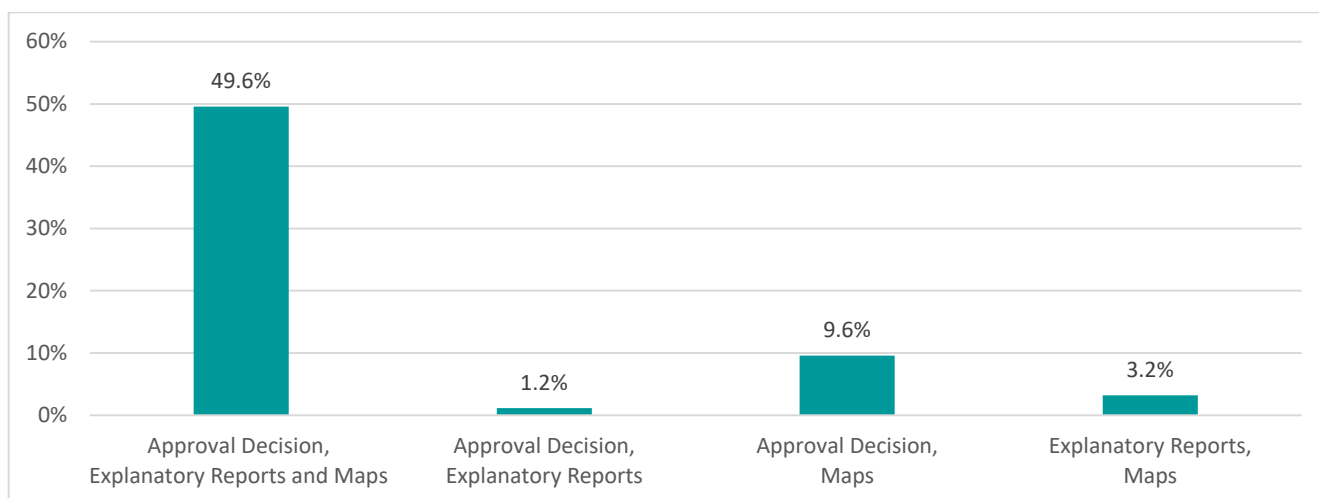 60%
49.6%
50%
40%
30%
20%
9.6%
10%
3.2%
1.2%
0%
Approval Decision,
Explanatory Reports and Maps
Approval Decision,
Explanatory Reports
Approval Decision,
Maps
Explanatory Reports,
Maps